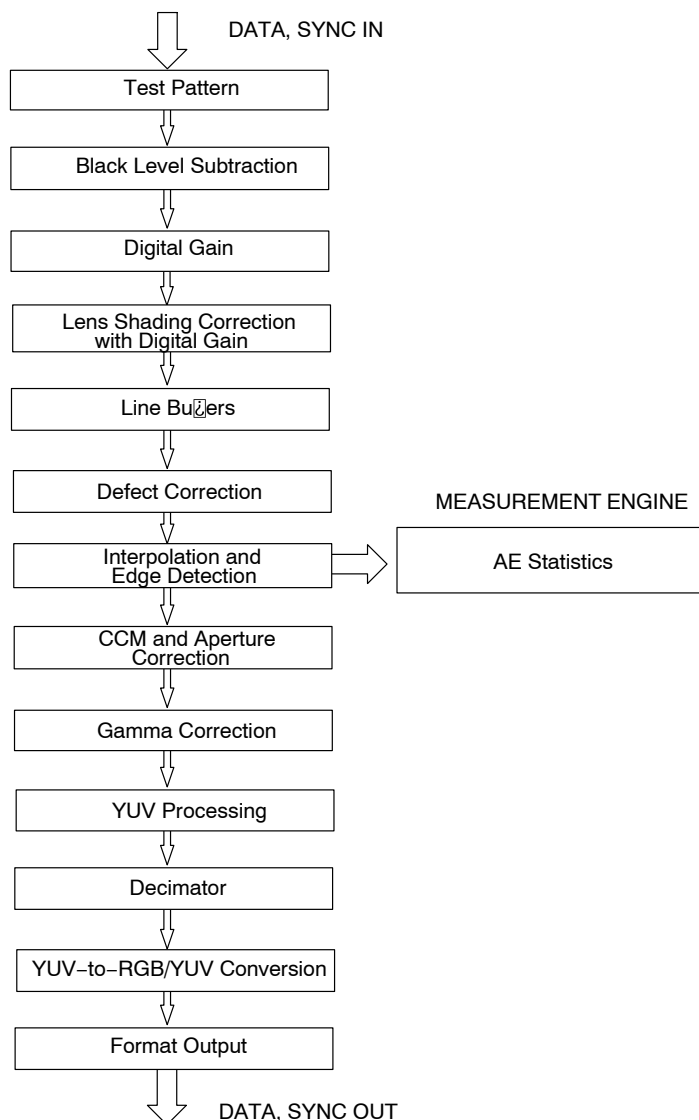 DATA, SYNC IN
Test Pattern
Black Level Subtraction
Digital Gain
Lens Shading Correction
with Digital Gain
Line Bu⍰ers
Defect Correction
MEASUREMENT ENGINE
Interpolation and
Edge Detection
AE Statistics
CCM and Aperture
Correction
Gamma Correction
YUV Processing
Decimator
YUV−to−RGB/YUV Conversion
Format Output
DATA, SYNC OUT